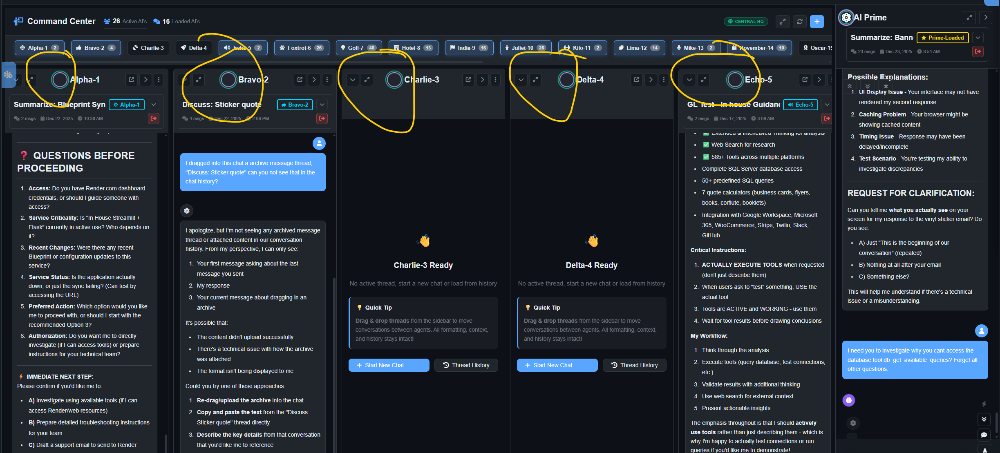 Command Center 26 Active AI's 16 Loaded AI's CENTRAL HQ
Alpha-1 2 Bravo-2 4 Charlie-3 Delta-4 Echo-5 2 Foxtrot-6 26 Golf-7 48 Hotel-8 13 India-9 16 Juliet-10 28 Kilo-11 2 Lima-12 14 Mike-13 2 November-14 10 Oscar-15
Alpha-1
Summarize: Blueprint Syn Alpha-1
2 msgs Dec 22, 2025 10:30 AM
❓ QUESTIONS BEFORE
PROCEEDING
1. Access: Do you have Render.com dashboard
credentials, or should I guide someone with
access?
2. Service Criticality: Is "In House Streamlit +
Flask" currently in active use? Who depends on
it?
3. Recent Changes: Were there any recent
Blueprint or configuration updates to this
service?
4. Service Status: Is the application actually
down, or just the sync failing? (Can test by
accessing the URL)
5. Preferred Action: Which option would you like
me to proceed with, or should I start with the
recommended Option 3?
6. Authorization: Do you want me to directly
investigate (if I can access tools) or prepare
instructions for your technical team?
⚡ IMMEDIATE NEXT STEP:
Please confirm if you'd like me to:
• A) Investigate using available tools (if I can
access Render/web resources)
• B) Prepare detailed troubleshooting instructions
for your team
• C) Draft a support email to send to Render
Bravo-2
Discuss: Sticker quote Bravo-2
4 msgs Dec 22, 2025 2:06 PM
I dragged into this chat a archive message thread,
"Discuss: Sticker quote" can you not see that in the
chat history?
I apologize, but I'm not seeing any archived message
thread or attached content in our conversation
history. From my perspective, I can only see:
1. Your first message asking about the last
message you sent
2. My response
3. Your current message about dragging in an
archive
It's possible that:
• The content didn't upload successfully
• There's a technical issue with how the archive
was attached
• The format isn't being displayed to me
Could you try one of these approaches:
1. Re-drag/upload the archive into the chat
2. Copy and paste the text from the "Discuss:
Sticker quote" thread directly
3. Describe the key details from that conversation
that you'd like me to reference
Charlie-3
👋
Charlie-3 Ready
No active thread, start a new chat or load from history
💡 Quick Tip
Drag & drop threads from the sidebar to move
conversations between agents. All formatting, context,
and history stays intact!
+ Start New Chat Thread History
Delta-4
👋
Delta-4 Ready
No active thread, start a new chat or load from history
💡 Quick Tip
Drag & drop threads from the sidebar to move
conversations between agents. All formatting, context,
and history stays intact!
+ Start New Chat Thread History
Echo-5
GL Test - In house Guidanc Echo-5
2 msgs Dec 17, 2025 3:09 AM
• ✅ Extended & Interleaved Thinking for analysis
• ✅ Web Search for research
• ✅ 585+ Tools across multiple platforms
• Complete SQL Server database access
• 50+ predefined SQL queries
• 7 quote calculators (business cards, flyers,
books, corflute, booklets)
• Integration with Google Workspace, Microsoft
365, WooCommerce, Stripe, Twilio, Slack,
GitHub
Critical Instructions:
1. ACTUALLY EXECUTE TOOLS when requested
(don't just describe them)
2. When users ask to "test" something, USE the
actual tool
3. Tools are ACTIVE and WORKING - use them
4. Wait for tool results before drawing conclusions
My Workflow:
1. Think through the analysis
2. Execute tools (query database, test connections,
etc.)
3. Validate results with additional thinking
4. Use web search for external context
5. Present actionable insights
The emphasis throughout is that I should actively
use tools rather than just describing them - which is
why I'm happy to actually test connections or run
queries if you'd like me to demonstrate!
AI Prime
Summarize: Bann Prime-Loaded
23 msgs Dec 23, 2025 8:51 AM
Possible Explanations:
1. UI Display Issue - Your interface may not have
rendered my second response
2. Caching Problem - Your browser might be
showing cached content
3. Timing Issue - Response may have been
delayed/incomplete
4. Test Scenario - You're testing my ability to
investigate discrepancies
REQUEST FOR CLARIFICATION:
Can you tell me what you actually see on your
screen for my response to the vinyl sticker email? Do
you see:
• A) Just "This is the beginning of our
conversation" (repeated)
• B) Nothing at all after your email
• C) Something else?
This will help me understand if there's a technical
issue or a misunderstanding.
I need you to investigate why you cant access the
database tool db_get_available_queries? Forget all
other questions.